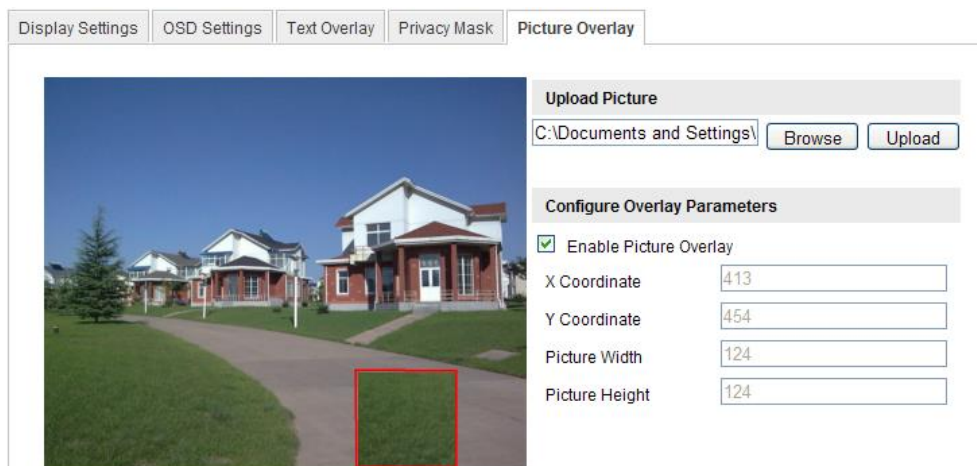 Display Settings
OSD Settings
Text Overlay
Privacy Mask
Picture Overlay
Upload Picture
C:\Documents and Settings\
Browse
Upload
Configure Overlay Parameters
Enable Picture Overlay
X Coordinate 413
Y Coordinate 454
Picture Width 124
Picture Height 124